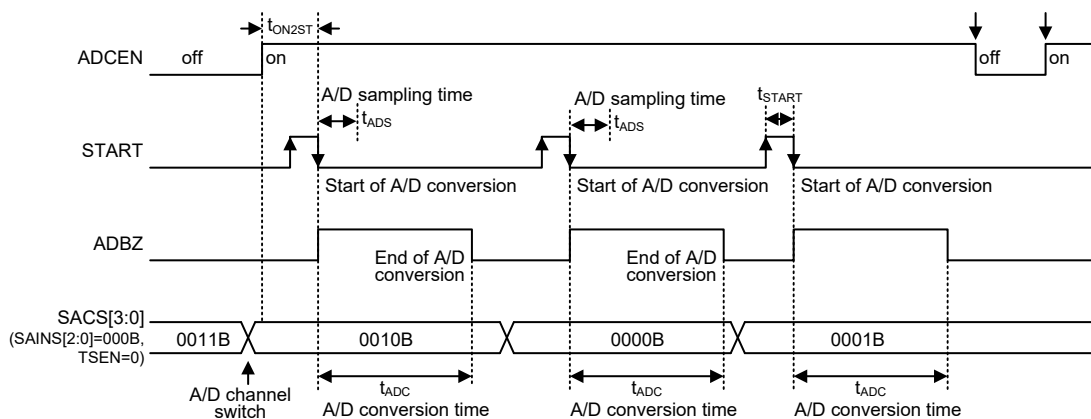 tON2ST
ADCEN
off
on
off
on
A/D sampling time
tADS
A/D sampling time
tADS
tSTART
START
Start of A/D conversion
Start of A/D conversion
Start of A/D conversion
ADBZ
End of A/D
conversion
End of A/D
conversion
SACS[3:0]
(SAINS[2:0]=000B,
TSEN=0)
0011B
0010B
0000B
0001B
A/D channel
switch
tADC
A/D conversion time
tADC
A/D conversion time
tADC
A/D conversion time